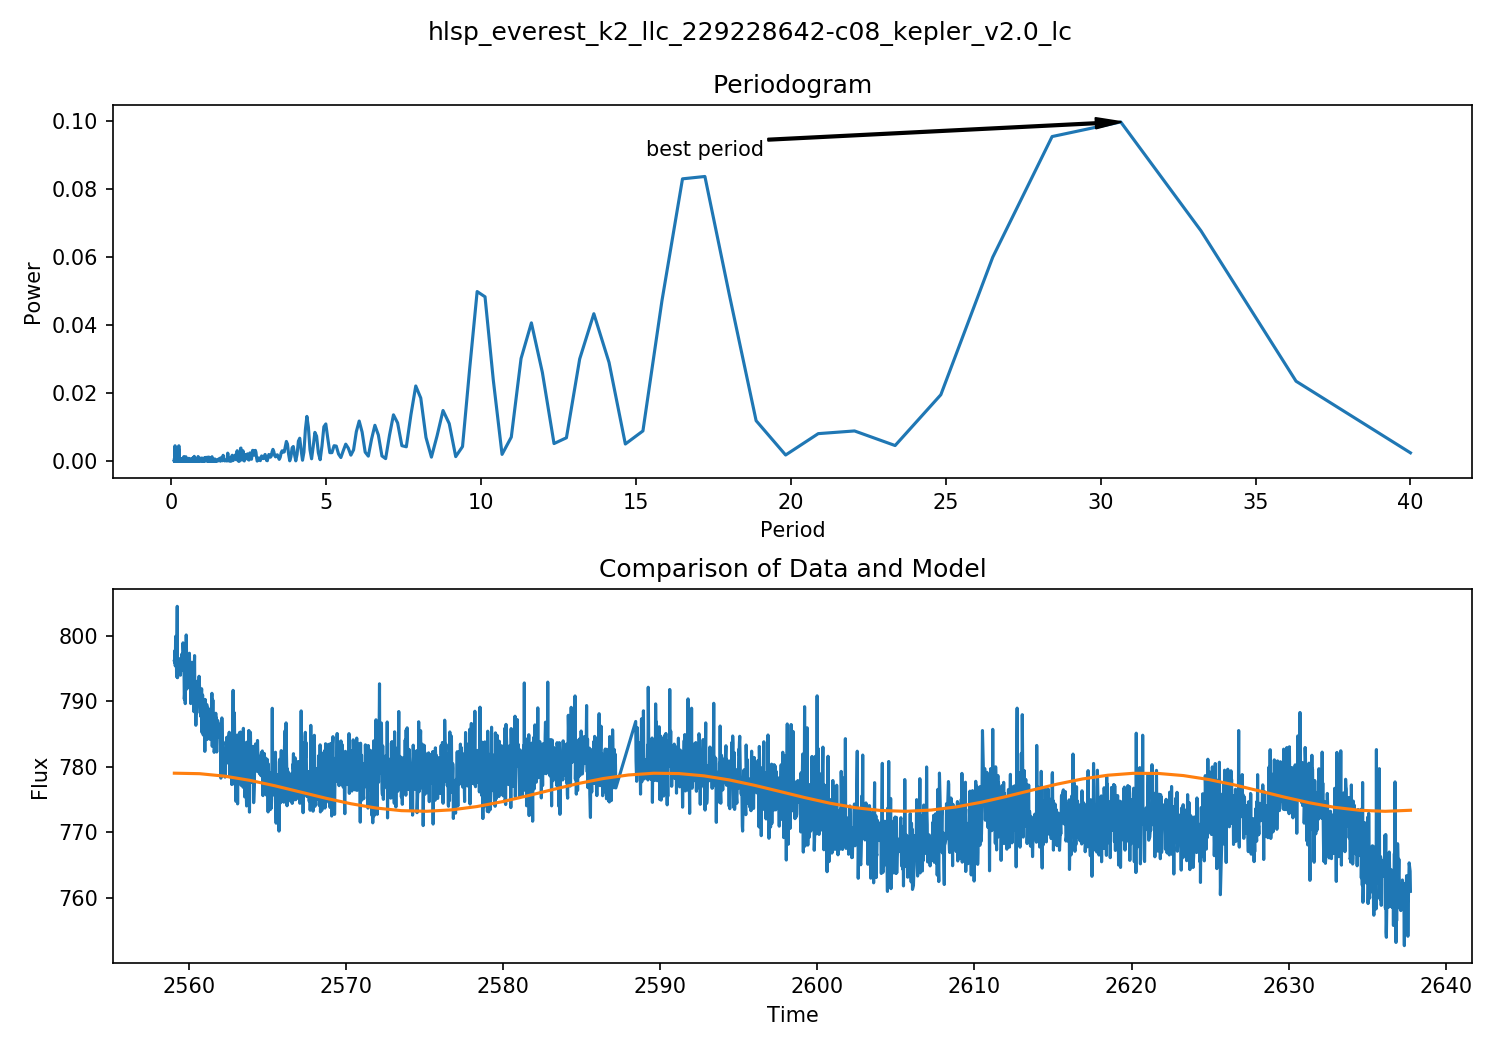 hlsp_everest_k2_llc_229228642-c08_kepler_v2.0_lc
Periodogram
Power
0.10
0.08
0.06
0.04
0.02
0.00
best period
0 5 10 15 20 25 30 35 40
Period
Comparison of Data and Model
Flux
800
790
780
770
760
2560 2570 2580 2590 2600 2610 2620 2630 2640
Time